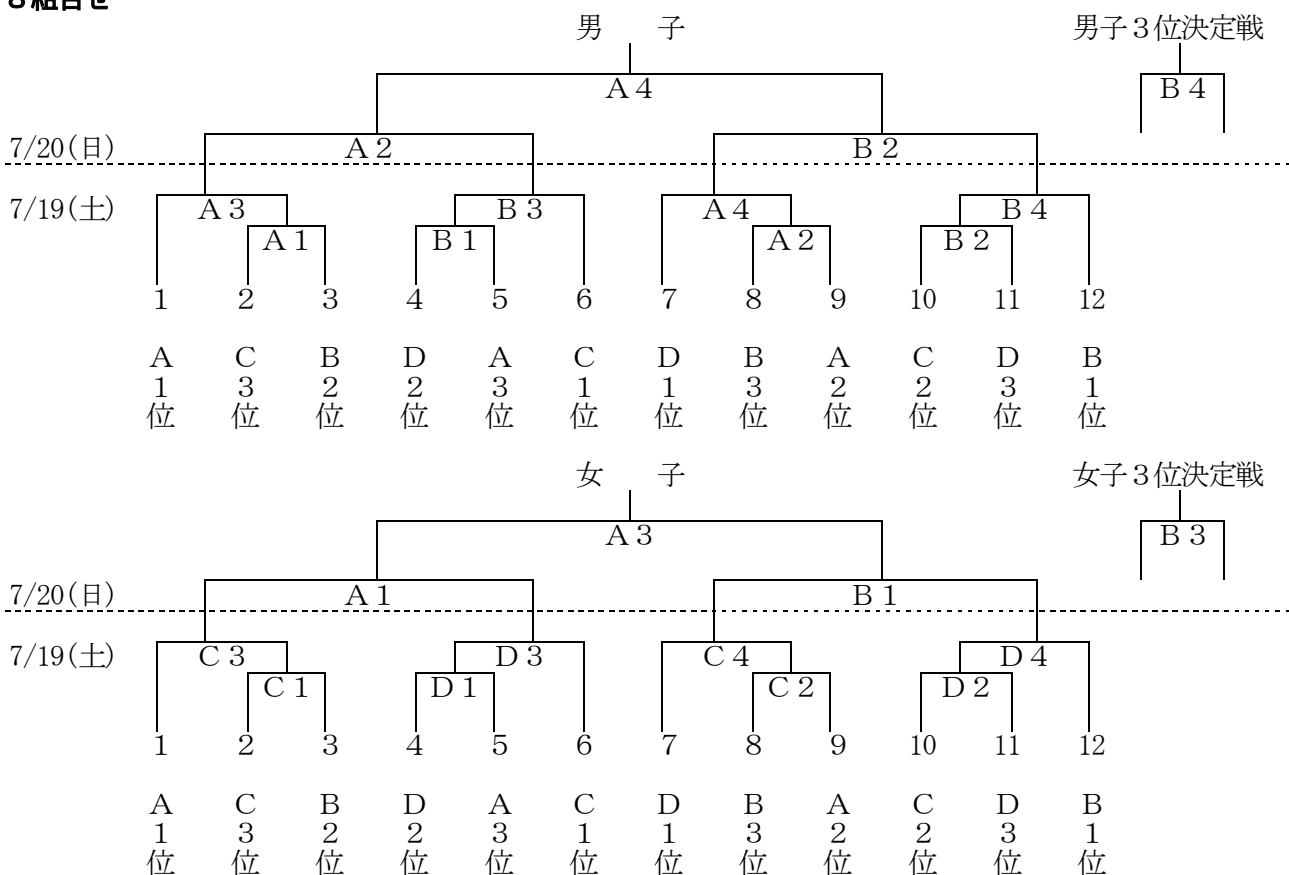 組合せ
男　子　男子３位決定戦
Ａ４　Ｂ４
7/20(日)　Ａ２　Ｂ２
7/19(土)　Ａ３　Ｂ３　Ａ４　Ｂ４
Ａ１　Ｂ１　Ａ２　Ｂ２
1　2　3　4　5　6　7　8　9　10　11　12
Ａ　Ｃ　Ｂ　Ｄ　Ａ　Ｃ　Ｄ　Ｂ　Ａ　Ｃ　Ｄ　Ｂ
１　３　２　２　３　１　１　３　２　２　３　１
位　位　位　位　位　位　位　位　位　位　位　位
女　子　女子３位決定戦
Ａ３　Ｂ３
7/20(日)　Ａ１　Ｂ１
7/19(土)　Ｃ３　Ｄ３　Ｃ４　Ｄ４
Ｃ１　Ｄ１　Ｃ２　Ｄ２
1　2　3　4　5　6　7　8　9　10　11　12
Ａ　Ｃ　Ｂ　Ｄ　Ａ　Ｃ　Ｄ　Ｂ　Ａ　Ｃ　Ｄ　Ｂ
１　３　２　２　３　１　１　３　２　２　３　１
位　位　位　位　位　位　位　位　位　位　位　位